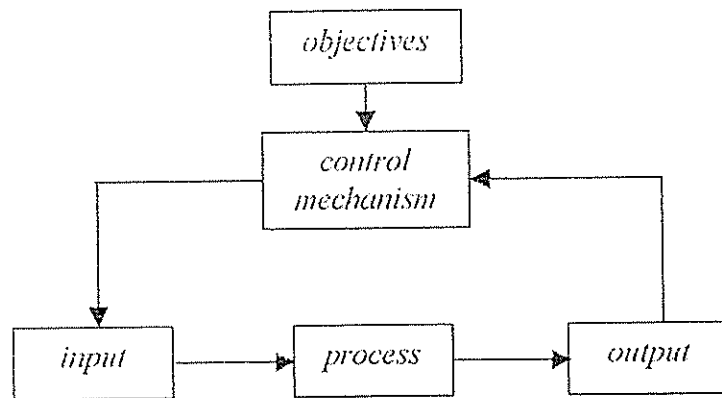 objectives
control
mechanism
input
process
output